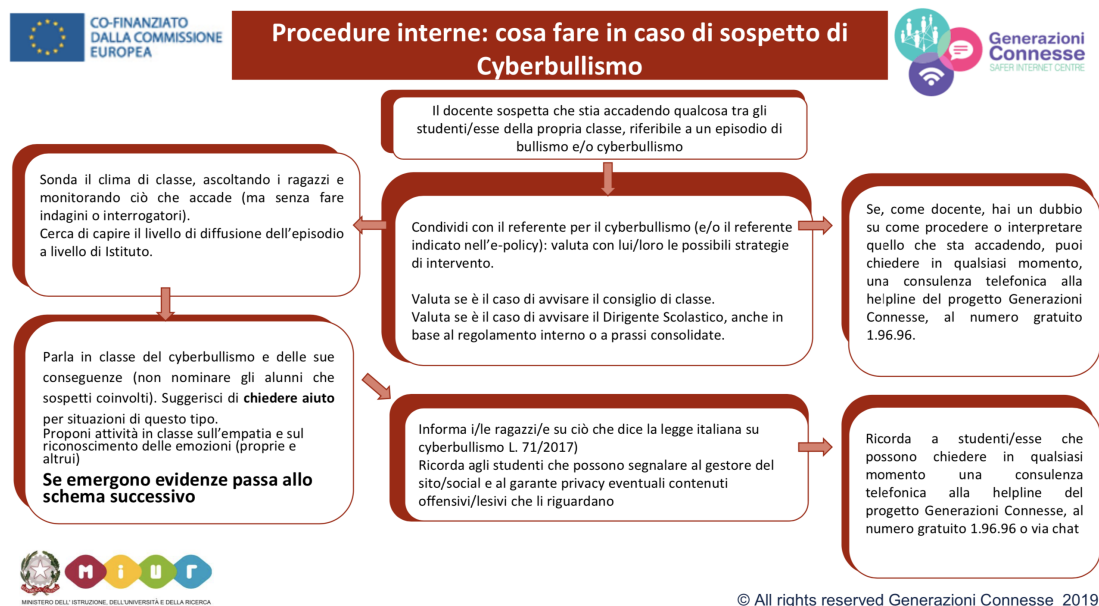 CO-FINANZIATO
DALLA COMMISSIONE
EUROPEA
Procedure interne: cosa fare in caso di sospetto di
Cyberbullismo
Generazioni
Connesse
SAFER INTERNET CENTRE
Il docente sospetta che stia accadendo qualcosa tra gli
studenti/esse della propria classe, riferibile a un episodio di
bullismo e/o cyberbullismo
Sonda il clima di classe, ascoltando i ragazzi e
monitorando ciò che accade (ma senza fare
indagini o interrogatori).
Cerca di capire il livello di diffusione dell'episodio
a livello di Istituto.
Condividi con il referente per il cyberbullismo (e/o il referente
indicato nell'e-policy): valuta con lui/loro le possibili strategie
di intervento.
Valuta se è il caso di avvisare il consiglio di classe.
Valuta se è il caso di avvisare il Dirigente Scolastico, anche in
base al regolamento interno o a prassi consolidate.
Se, come docente, hai un dubbio
su come procedere o interpretare
quello che sta accadendo, puoi
chiedere in qualsiasi momento,
una consulenza telefonica alla
helpline del progetto Generazioni
Connesse, al numero gratuito
1.96.96.
Parla in classe del cyberbullismo e delle sue
conseguenze (non nominare gli alunni che
sospetti coinvolti). Suggerisci di chiedere aiuto
per situazioni di questo tipo.
Proponi attività in classe sull'empatia e sul
riconoscimento delle emozioni (proprie e
altrui)
Se emergono evidenze passa allo
schema successivo
Informa i/le ragazzi/e su ciò che dice la legge italiana su
cyberbullismo L. 71/2017)
Ricorda agli studenti che possono segnalare al gestore del
sito/social e al garante privacy eventuali contenuti
offensivi/lesivi che li riguardano
Ricorda a studenti/esse che
possono chiedere in qualsiasi
momento una consulenza
telefonica alla helpline del
progetto Generazioni Connesse, al
numero gratuito 1.96.96 o via chat
miur
MINISTERO DELL' ISTRUZIONE, DELL'UNIVERSITÀ E DELLA RICERCA
© All rights reserved Generazioni Connesse 2019